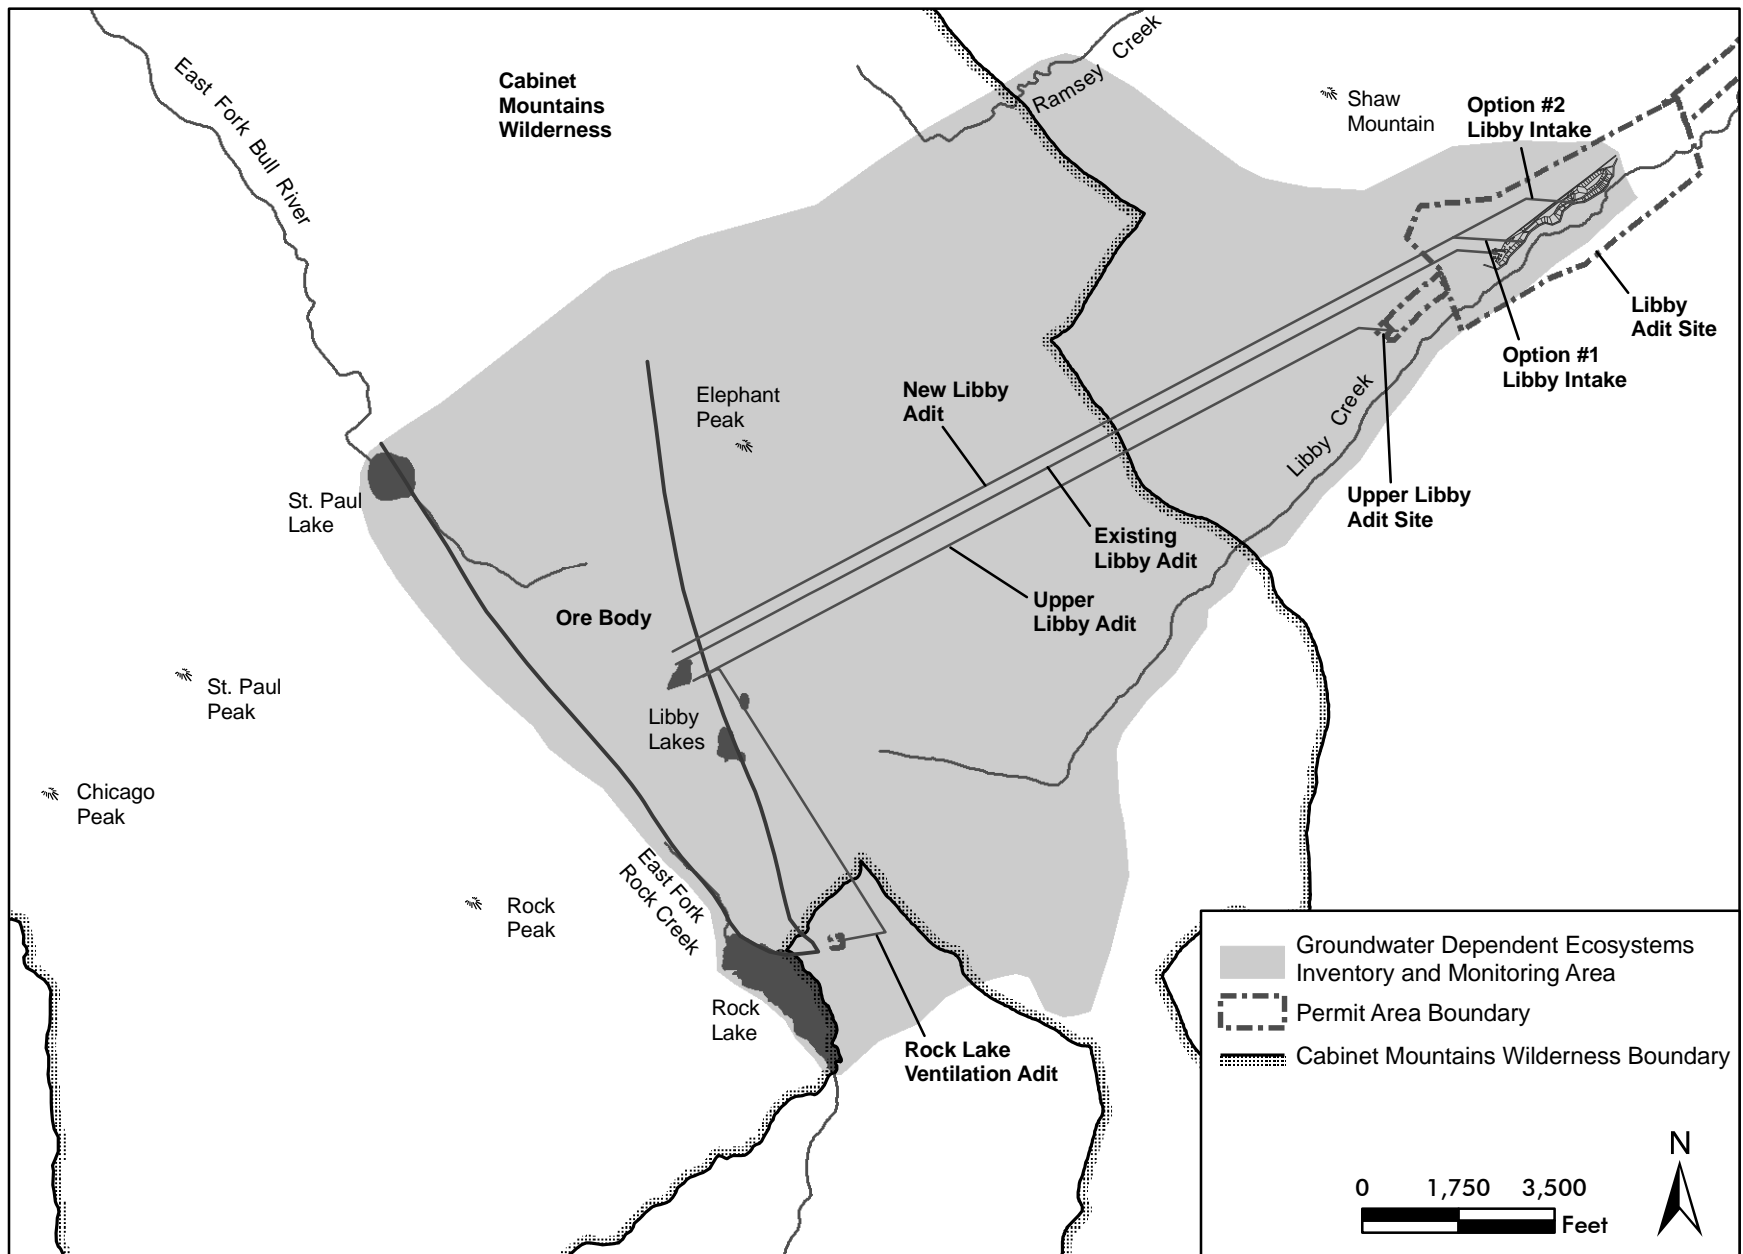 East Fork Bull River
Cabinet
Mountains
Wilderness
Ramsey Creek
Shaw
Mountain
Option #2
Libby Intake
Libby
Adit Site
Option #1
Libby Intake
Elephant
Peak
New Libby
Adit
Libby Creek
St. Paul
Lake
Upper Libby
Adit Site
Existing
Libby Adit
Ore Body
Upper
Libby Adit
St. Paul
Peak
Libby
Lakes
Chicago
Peak
East Fork
Rock Creek
Rock
Peak
Rock
Lake
Rock Lake
Ventilation Adit
Groundwater Dependent Ecosystems
Inventory and Monitoring Area
Permit Area Boundary
Cabinet Mountains Wilderness Boundary
N
0 1,750 3,500
Feet